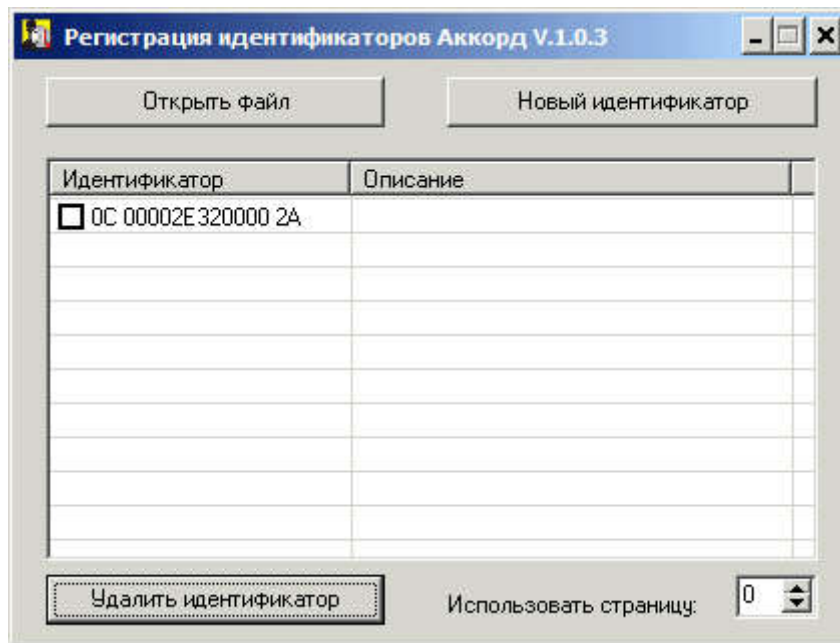 Регистрация идентификаторов Аккорд V.1.0.3
Открыть файл Новый идентификатор
Идентификатор Описание
0C 00002E320000 2A
Удалить идентификатор Использовать страницу: 0